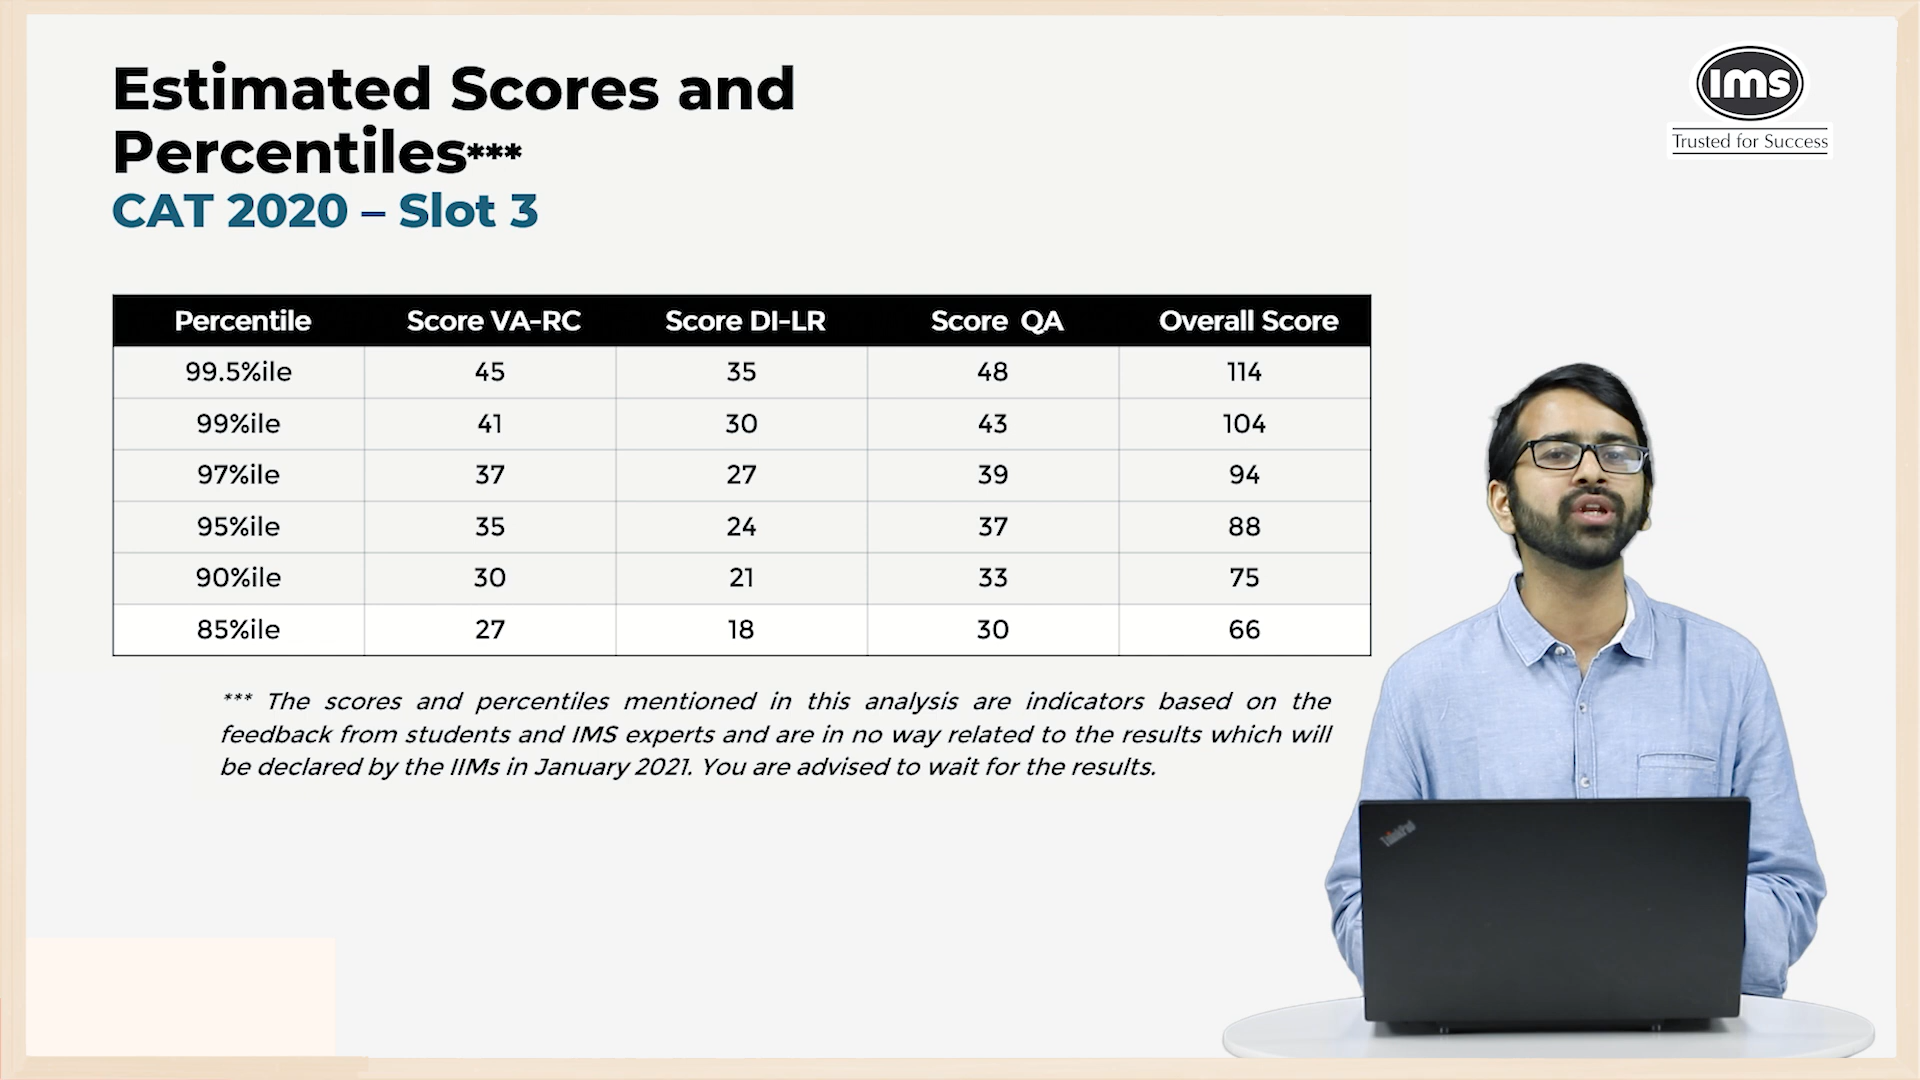 Estimated Scores and
Percentiles***
CAT 2020 – Slot 3
ims
Trusted for Success
Percentile Score VA-RC Score DI-LR Score QA Overall Score
99.5%ile 45 35 48 114
99%ile 41 30 43 104
97%ile 37 27 39 94
95%ile 35 24 37 88
90%ile 30 21 33 75
85%ile 27 18 30 66
*** The scores and percentiles mentioned in this analysis are indicators based on the
feedback from students and IMS experts and are in no way related to the results which will
be declared by the IIMs in January 2021. You are advised to wait for the results.
ThinkPad